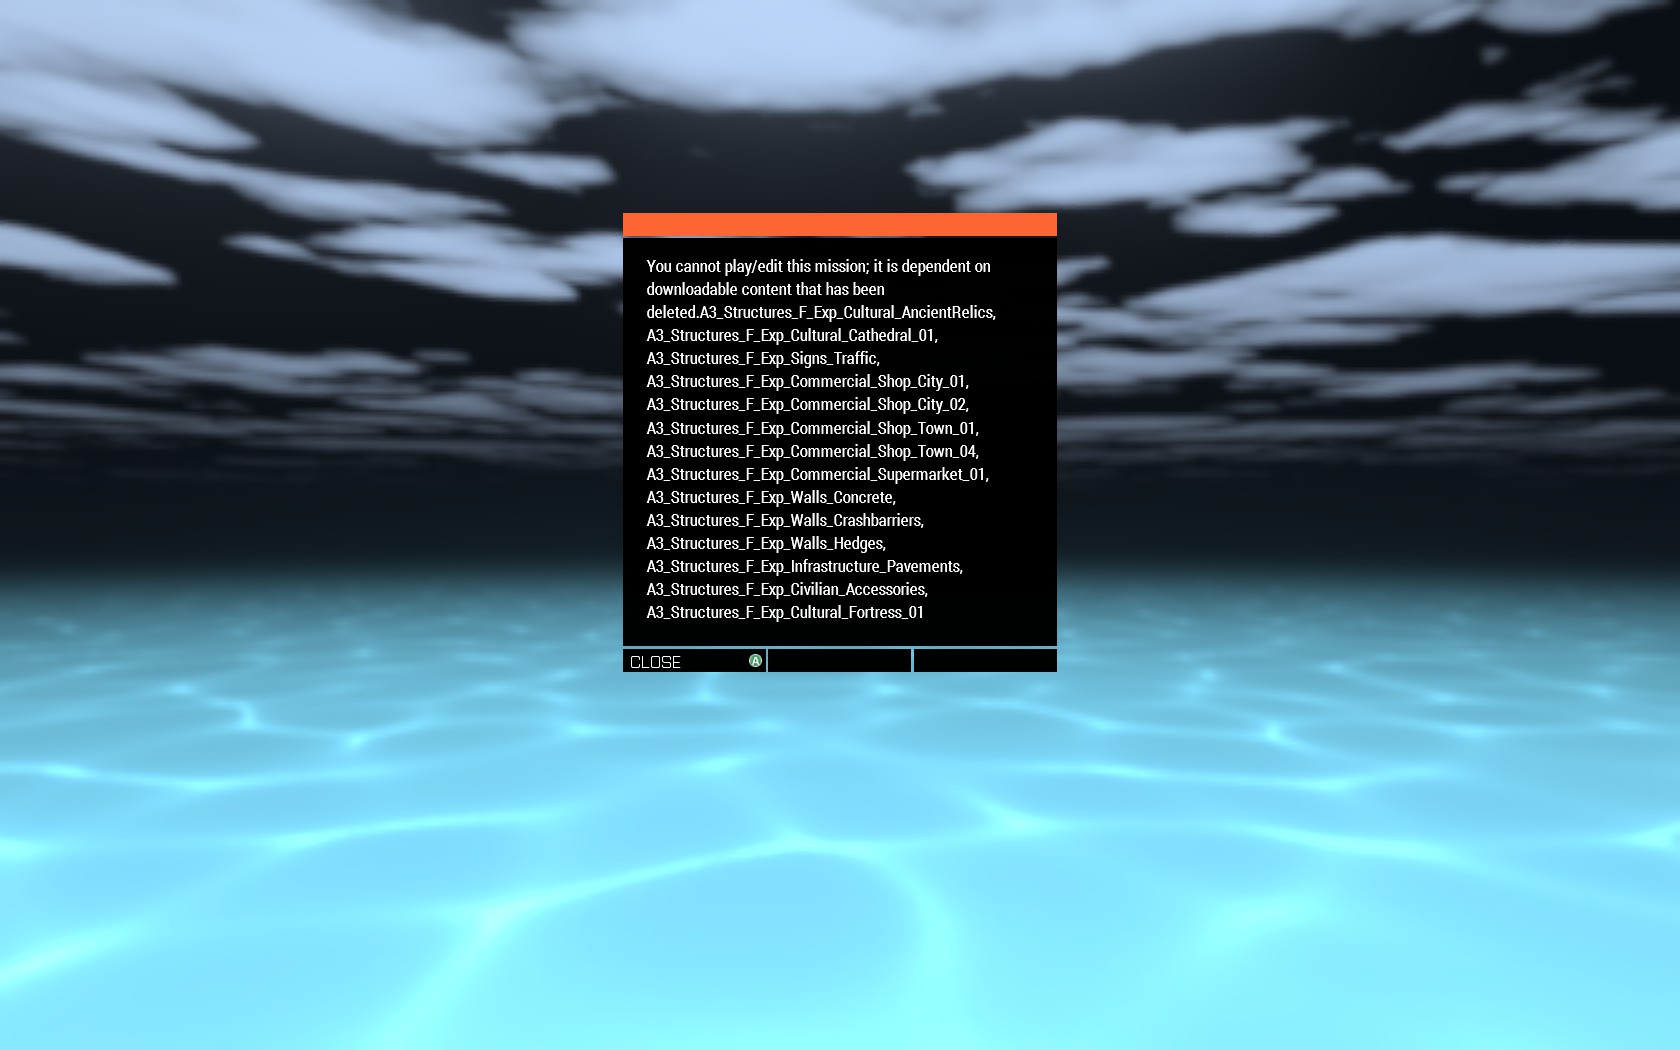 You cannot play/edit this mission; it is dependent on
downloadable content that has been
deleted.A3_Structures_F_Exp_Cultural_AncientRelics,
A3_Structures_F_Exp_Cultural_Cathedral_01,
A3_Structures_F_Exp_Signs_Traffic,
A3_Structures_F_Exp_Commercial_Shop_City_01,
A3_Structures_F_Exp_Commercial_Shop_City_02,
A3_Structures_F_Exp_Commercial_Shop_Town_01,
A3_Structures_F_Exp_Commercial_Shop_Town_04,
A3_Structures_F_Exp_Commercial_Supermarket_01,
A3_Structures_F_Exp_Walls_Concrete,
A3_Structures_F_Exp_Walls_Crashbarriers,
A3_Structures_F_Exp_Walls_Hedges,
A3_Structures_F_Exp_Infrastructure_Pavements,
A3_Structures_F_Exp_Civilian_Accessories,
A3_Structures_F_Exp_Cultural_Fortress_01
CLOSE A